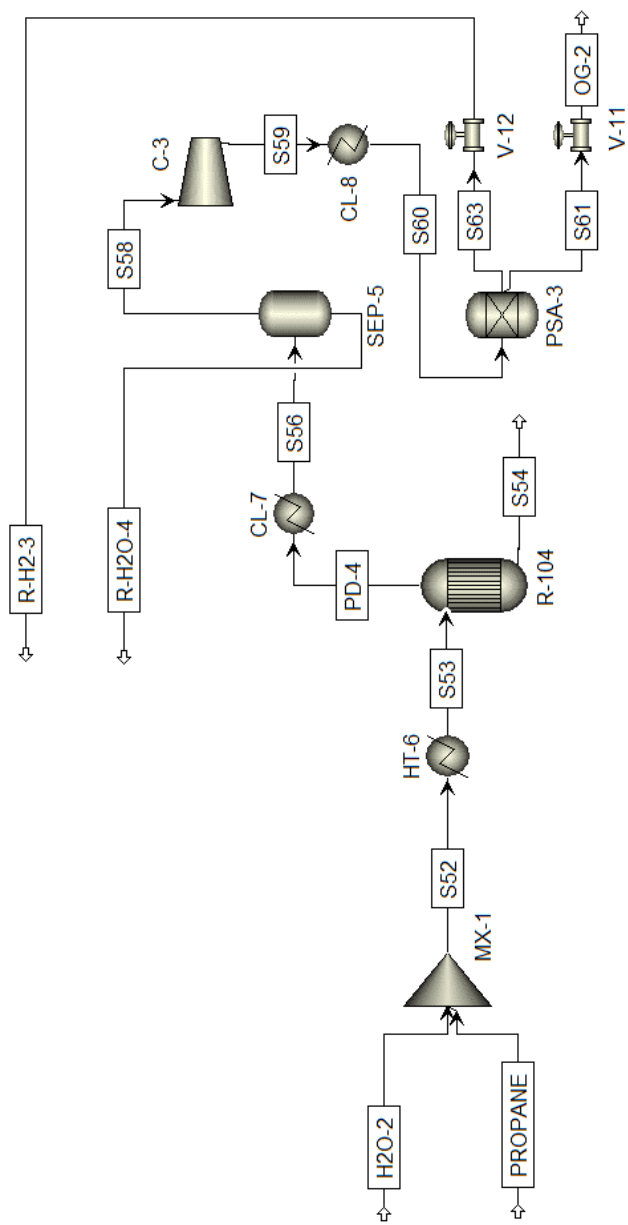 R-H2-3
R-H2O-4
S58
C-3
S59
CL-8
SEP-5
S56
CL-7
S60
S63
V-12
OG-2
V-11
S61
PSA-3
PD-4
S54
R-104
S53
HT-6
S52
MX-1
H2O-2
PROPANE